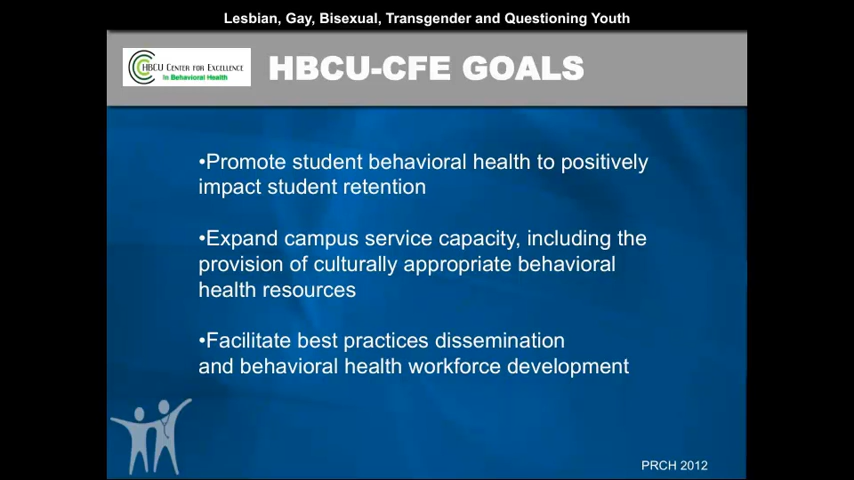 Lesbian, Gay, Bisexual, Transgender and Questioning Youth
HBCU CENTER FOR EXCELLENCE
in Behavioral Health
HBCU-CFE GOALS
•Promote student behavioral health to positively
impact student retention
•Expand campus service capacity, including the
provision of culturally appropriate behavioral
health resources
•Facilitate best practices dissemination
and behavioral health workforce development
PRCH 2012